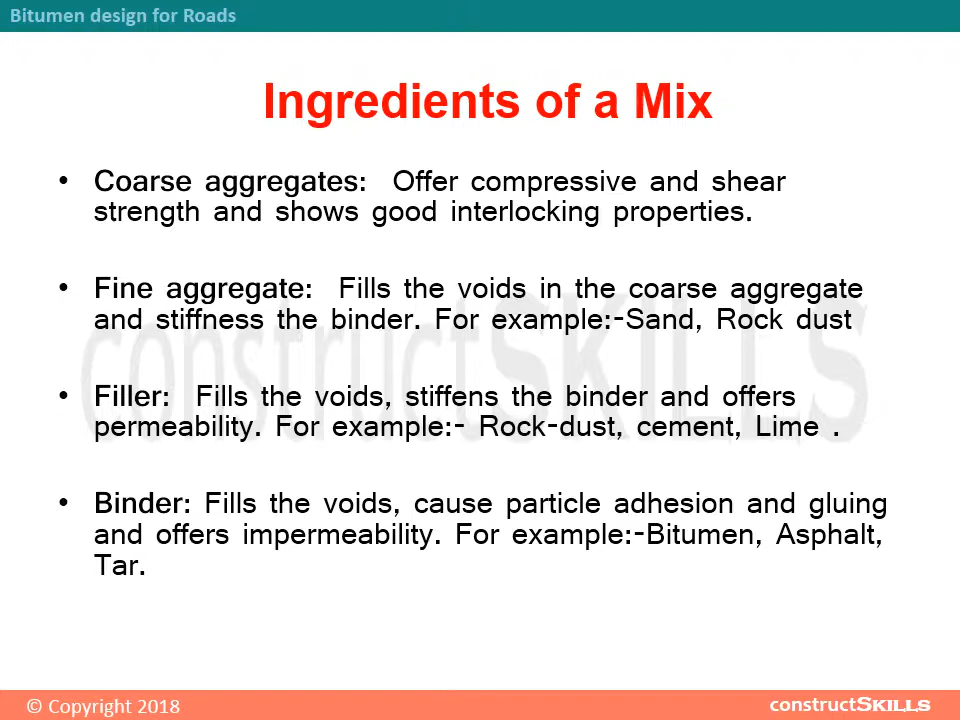 Bitumen design for Roads
Ingredients of a Mix
• Coarse aggregates: Offer compressive and shear
strength and shows good interlocking properties.
• Fine aggregate: Fills the voids in the coarse aggregate
and stiffness the binder. For example:-Sand, Rock dust
constructSKILLS
• Filler: Fills the voids, stiffens the binder and offers
permeability. For example:- Rock-dust, cement, Lime .
• Binder: Fills the voids, cause particle adhesion and gluing
and offers impermeability. For example:-Bitumen, Asphalt,
Tar.
© Copyright 2018
constructSKILLS